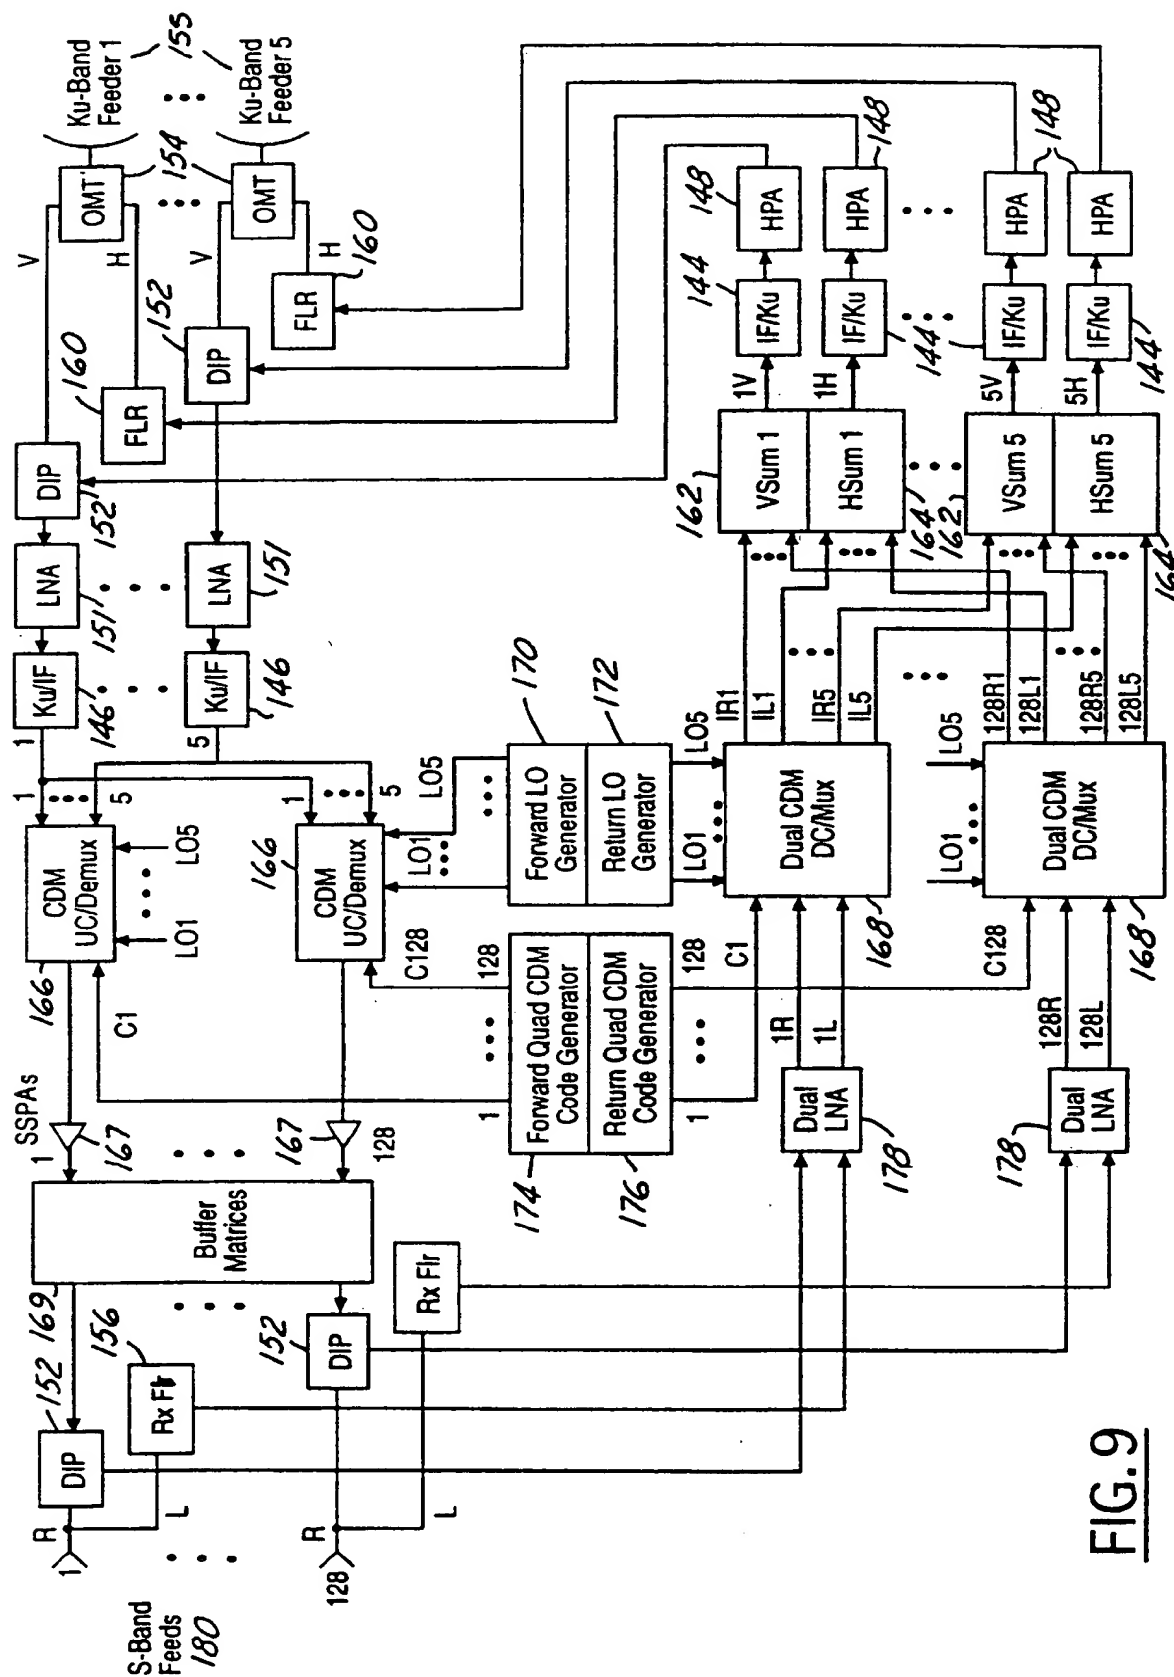 Ku-Band
Feeder 1
155
Ku-Band
Feeder 5
OMT
154
OMT
V
H
V
H
DIP
152
FLR
160
DIP
152
FLR
160
LNA
151
LNA
151
Ku/IF
146
Ku/IF
146
1
5
1
5
1
5
CDM
UC/Demux
166
CDM
UC/Demux
166
LO1
LO5
LO1
LO5
C1
C128
SSPAs
1
167
167
128
Buffer
Matrices
169
DIP
152
Rx Flr
156
DIP
152
Rx Flr
R
L
R
L
1
128
S-Band
Feeds
180
Forward LO
Generator
170
Return LO
Generator
172
LO1
LO5
Forward Quad CDM
Code Generator
174
Return Quad CDM
Code Generator
176
1
128
1
128
C1
C128
1R
1L
Dual
LNA
178
128R
128L
Dual
LNA
178
Dual CDM
DC/Mux
168
LO1
LO5
Dual CDM
DC/Mux
168
IR1
IL1
IR5
IL5
128R1
128L1
128R5
128L5
VSum 1
162
HSum 1
164
VSum 5
162
HSum 5
164
1V
1H
5V
5H
IF/Ku
144
IF/Ku
144
IF/Ku
IF/Ku
144
HPA
148
HPA
148
HPA
148
HPA
FIG. 9